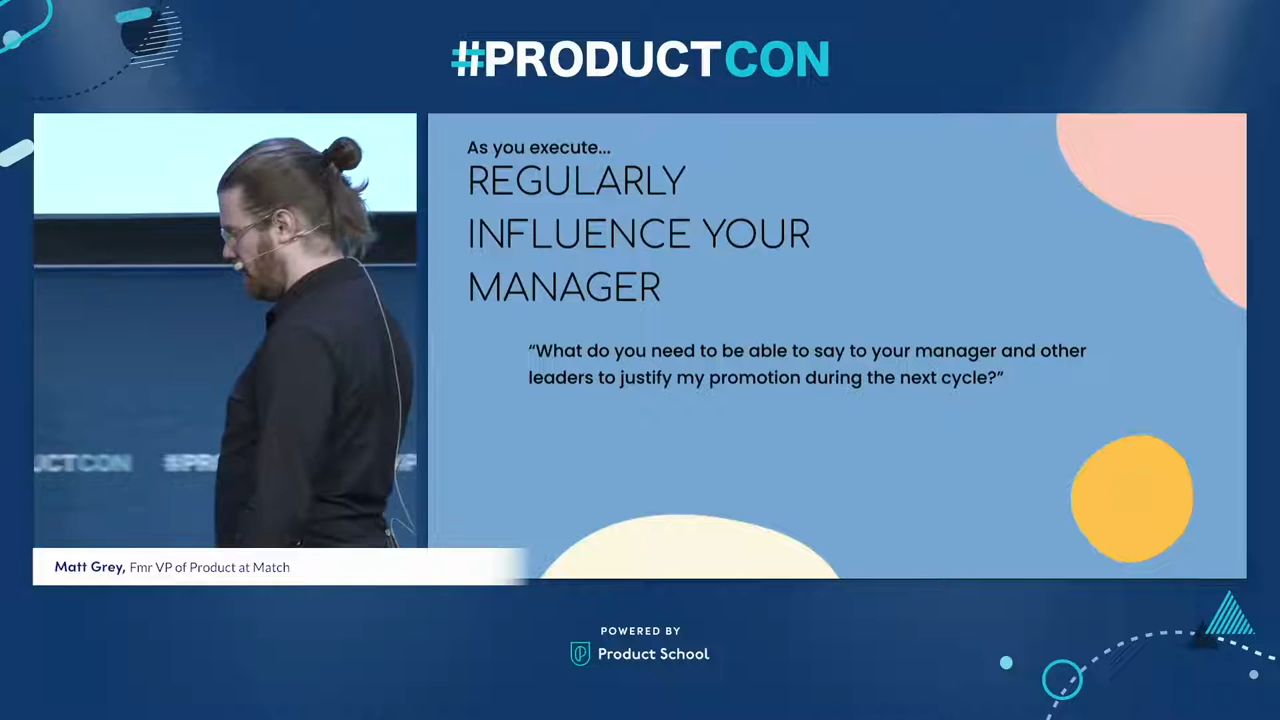 #PRODUCTCON
As you execute...
REGULARLY
INFLUENCE YOUR
MANAGER
“What do you need to be able to say to your manager and other
leaders to justify my promotion during the next cycle?”
UCTCON #PR
Matt Grey, Fmr VP of Product at Match
POWERED BY
Product School